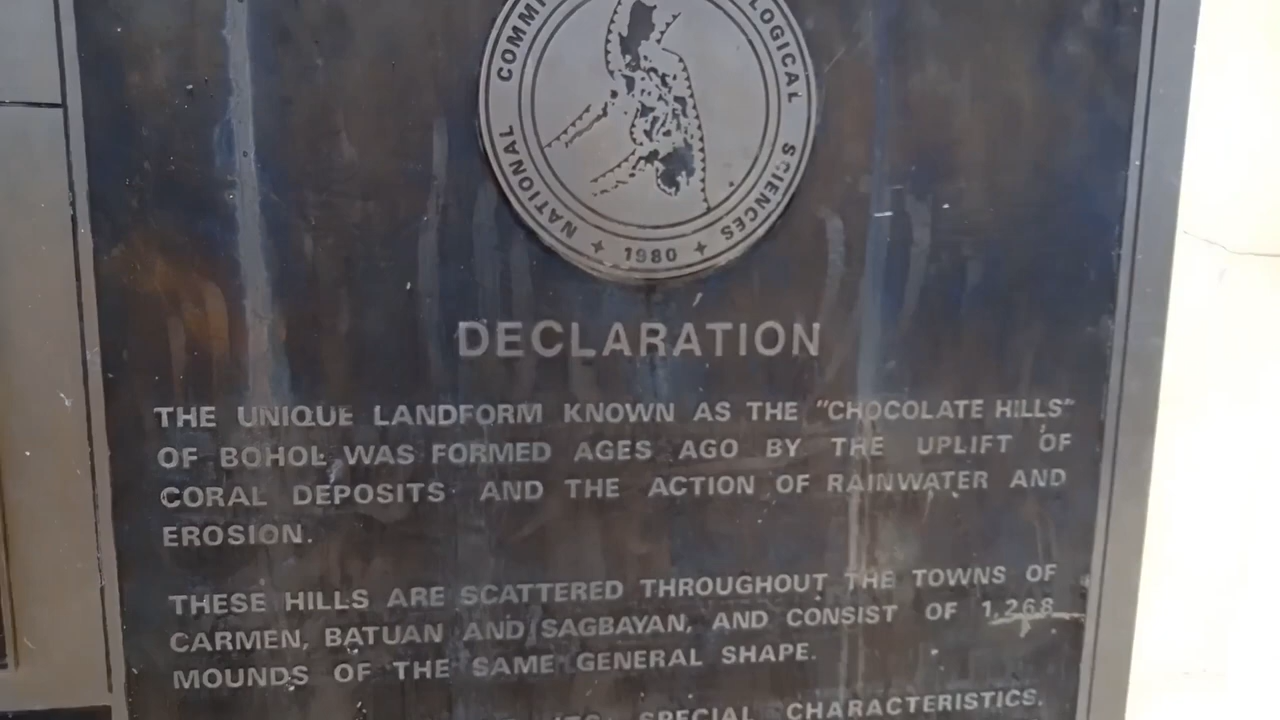 NATIONAL COMMI LOGICAL SCIENCES
1980
DECLARATION
THE UNIQUE LANDFORM KNOWN AS THE "CHOCOLATE HILLS"
OF BOHOL WAS FORMED AGES AGO BY THE UPLIFT OF
CORAL DEPOSITS AND THE ACTION OF RAINWATER AND
EROSION.
THESE HILLS ARE SCATTERED THROUGHOUT THE TOWNS OF
CARMEN, BATUAN AND SAGBAYAN, AND CONSIST OF 1,268
MOUNDS OF THE SAME GENERAL SHAPE.
ITS SPECIAL CHARACTERISTICS,